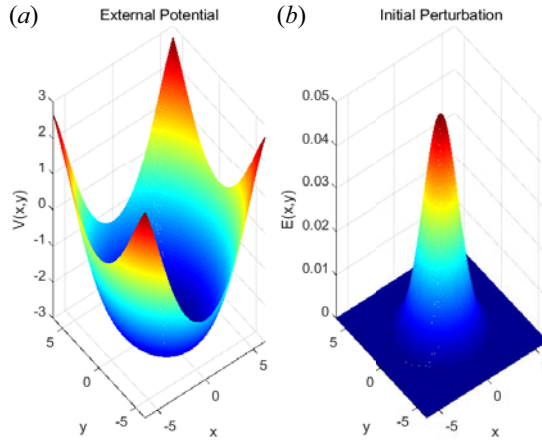 (a)
External Potential
V(x,y)
3
2
1
0
-1
-2
-3
5
0
-5
y
-5
0
5
x
(b)
Initial Perturbation
E(x,y)
0.05
0.04
0.03
0.02
0.01
0
5
0
-5
y
-5
0
5
x